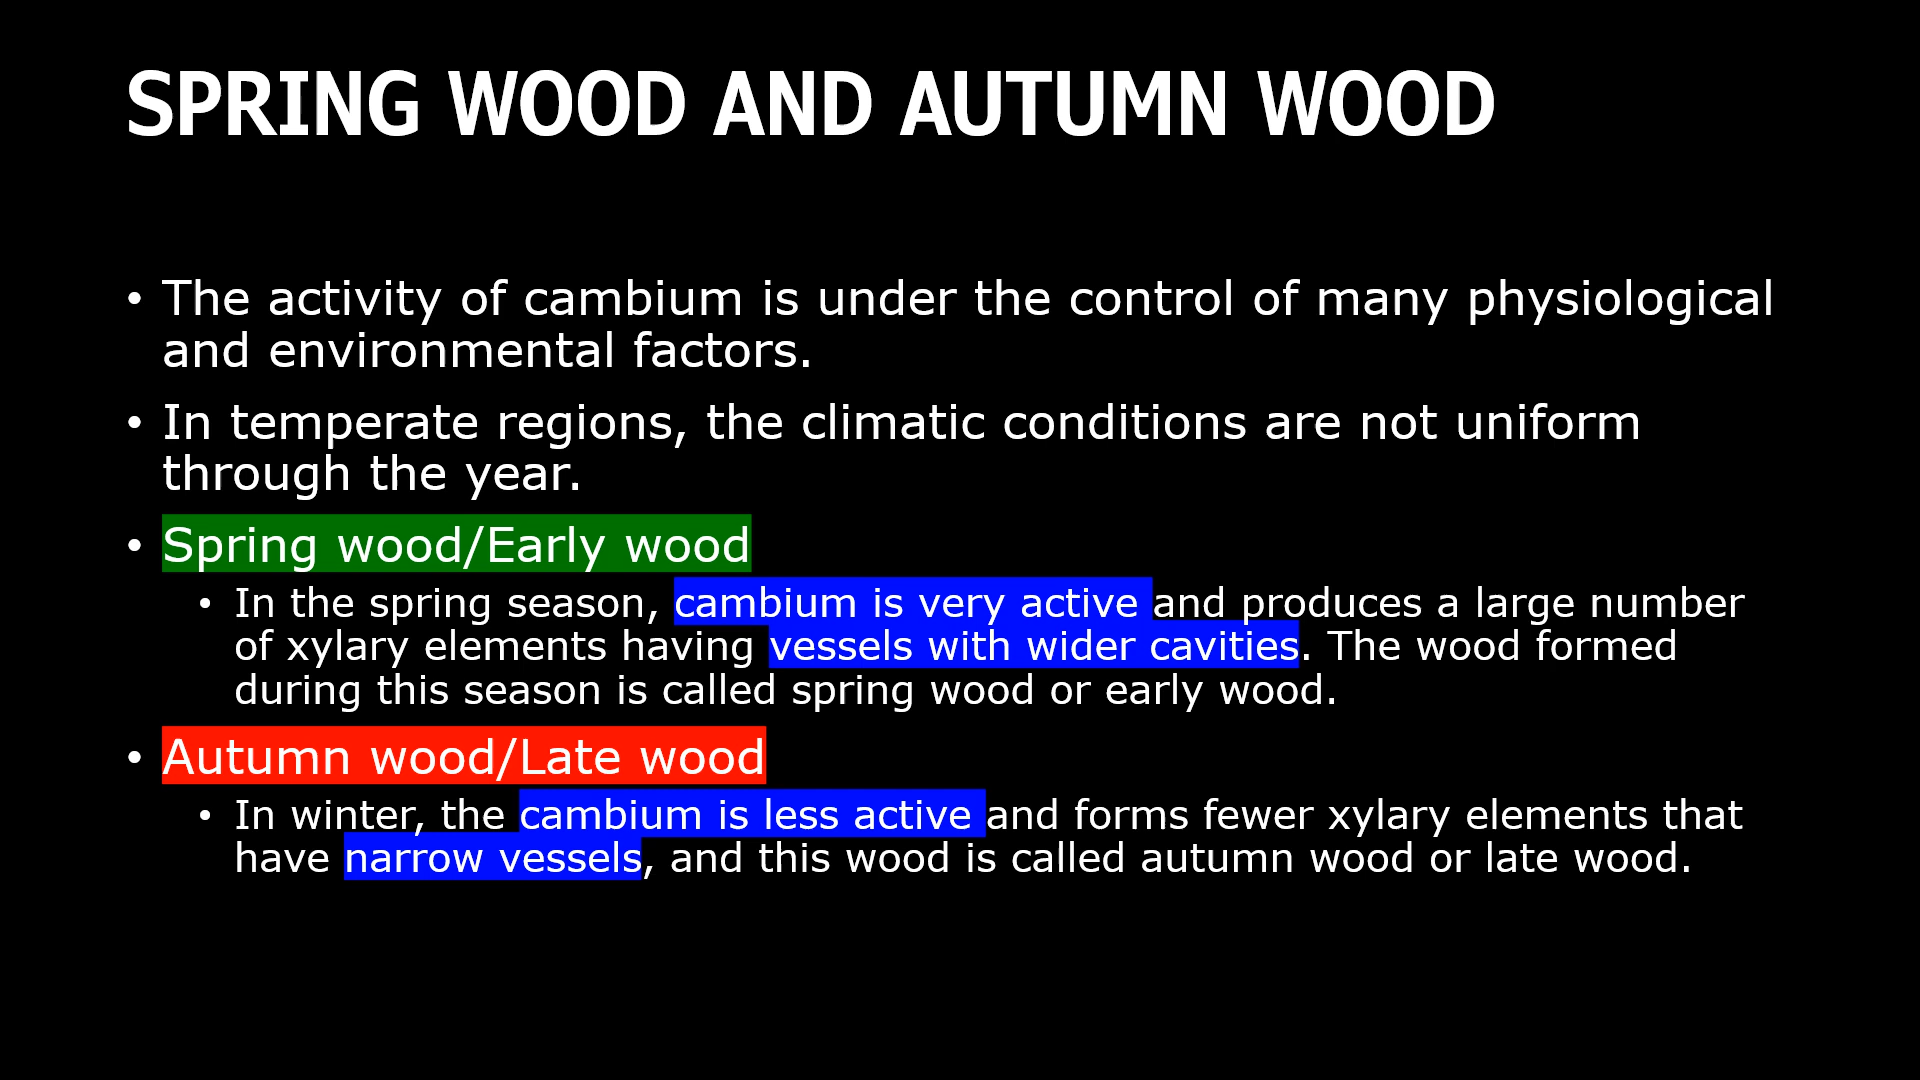 SPRING WOOD AND AUTUMN WOOD
• The activity of cambium is under the control of many physiological
and environmental factors.
• In temperate regions, the climatic conditions are not uniform
through the year.
• Spring wood/Early wood
• In the spring season, cambium is very active and produces a large number
of xylary elements having vessels with wider cavities. The wood formed
during this season is called spring wood or early wood.
• Autumn wood/Late wood
• In winter, the cambium is less active and forms fewer xylary elements that
have narrow vessels, and this wood is called autumn wood or late wood.